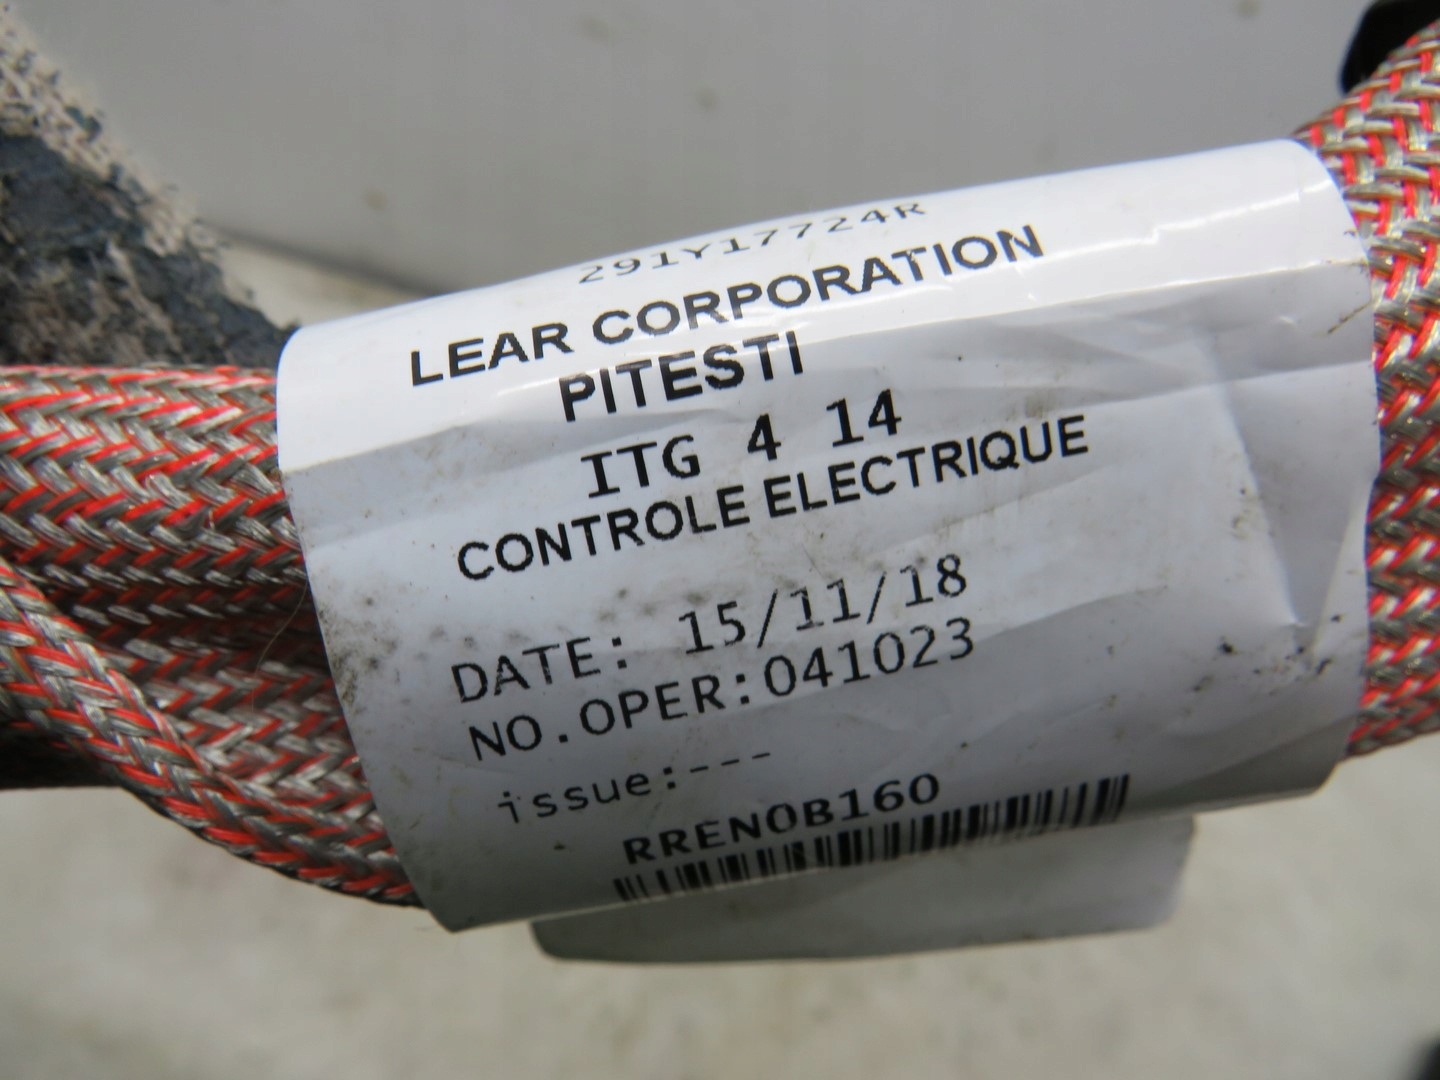 291Y17724R
LEAR CORPORATION
PITESTI
ITG 4 14
CONTROLE ELECTRIQUE
DATE: 15/11/18
NO.OPER:041023
issue:---
RRENOB160